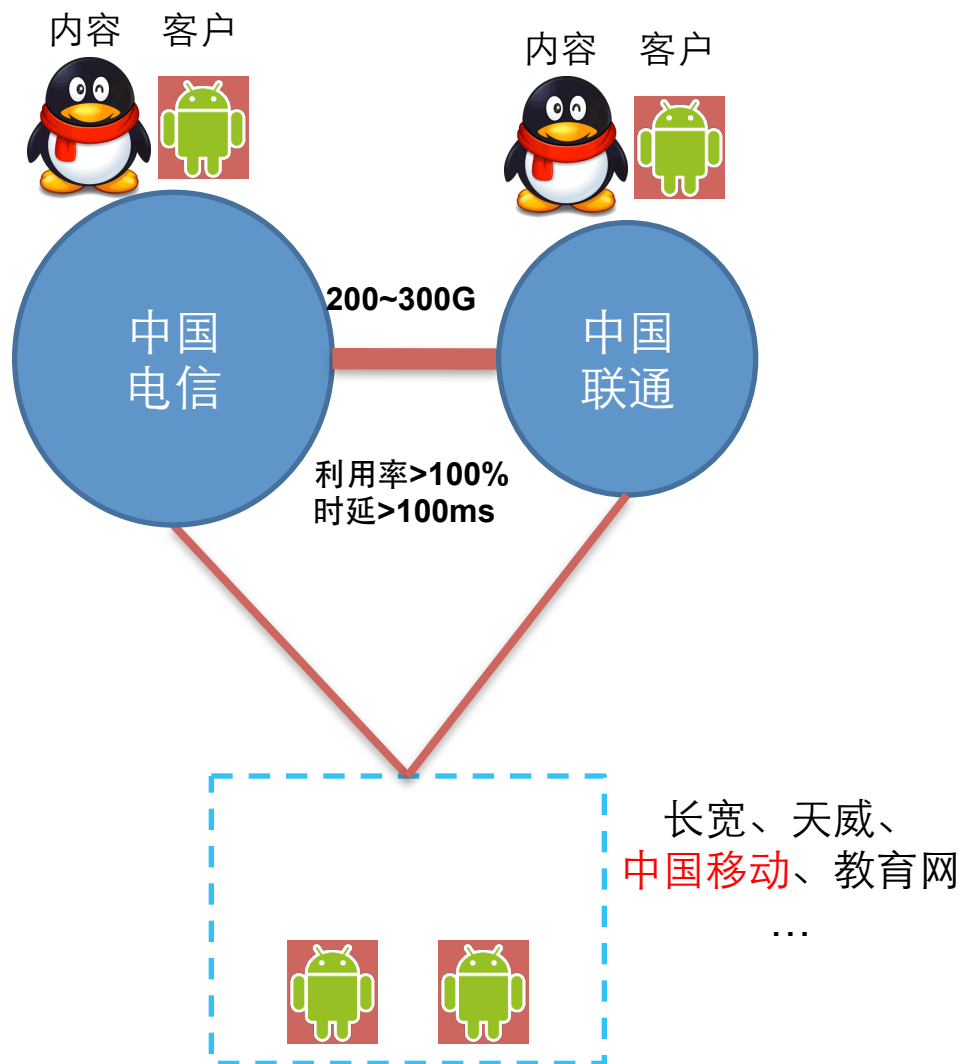 内容 客户
内容 客户
200~300G
中国
电信
中国
联通
利用率>100%
时延>100ms
长宽、天威、
中国移动、教育网
…